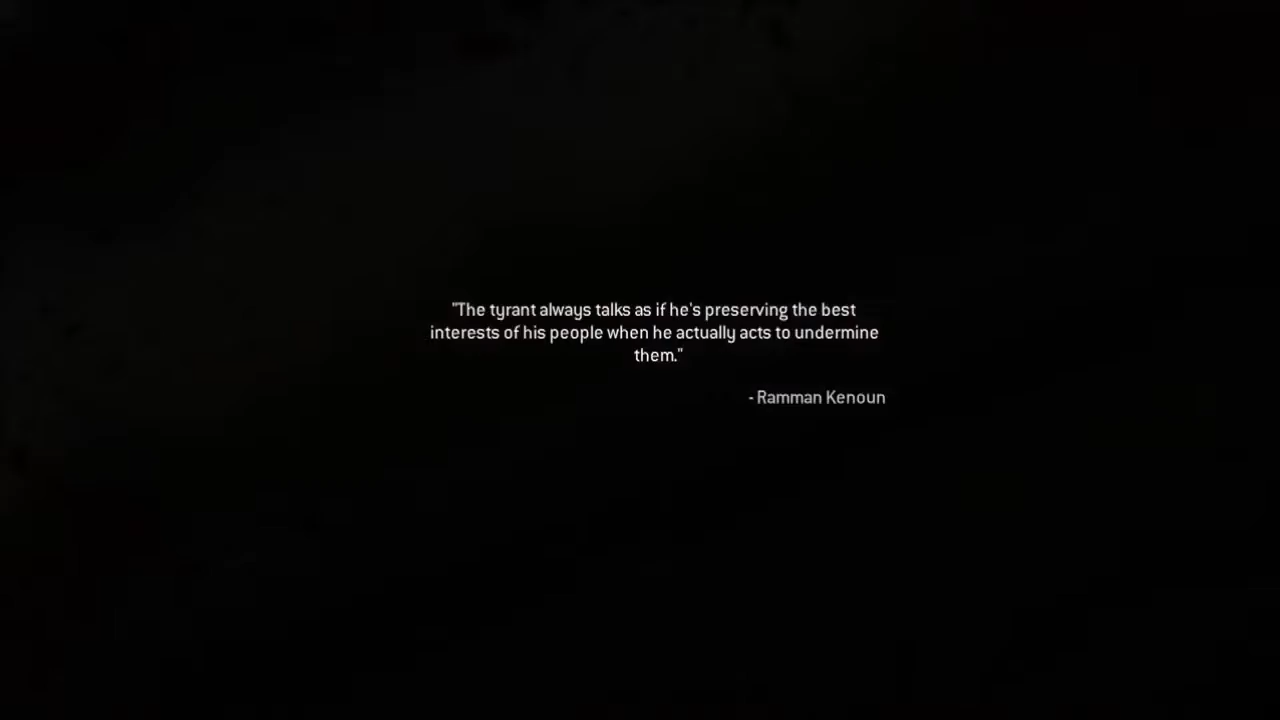 "The tyrant always talks as if he's preserving the best
interests of his people when he actually acts to undermine
them."
- Ramman Kenoun